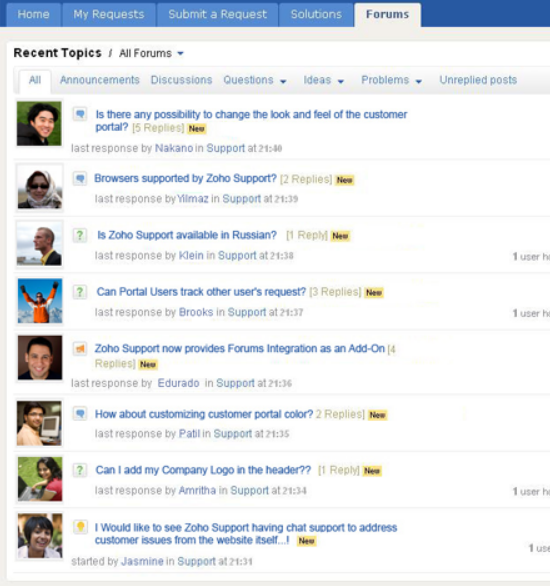 Home My Requests Submit a Request Solutions Forums
Recent Topics / All Forums
All Announcements Discussions Questions Ideas Problems Unreplied posts
Is there any possibility to change the look and feel of the customer
portal? [5 Replies] New
last response by Nakano in Support at 21:40
Browsers supported by Zoho Support? [2 Replies] New
last response by Yilmaz in Support at 21:39
Is Zoho Support available in Russian? [1 Reply] New
last response by Klein in Support at 21:38
1 user ha
Can Portal Users track other user's request? [3 Replies] New
last response by Brooks in Support at 21:37
1 user ha
Zoho Support now provides Forums Integration as an Add-On [4
Replies] New
last response by Edurado in Support at 21:36
How about customizing customer portal color? 2 Replies] New
last response by Patil in Support at 21:35
Can I add my Company Logo in the header?? [1 Reply] New
last response by Amritha in Support at 21:34
1 user ha
I Would like to see Zoho Support having chat support to address
customer issues from the website itself...! New
1 use
started by Jasmine in Support at 21:31